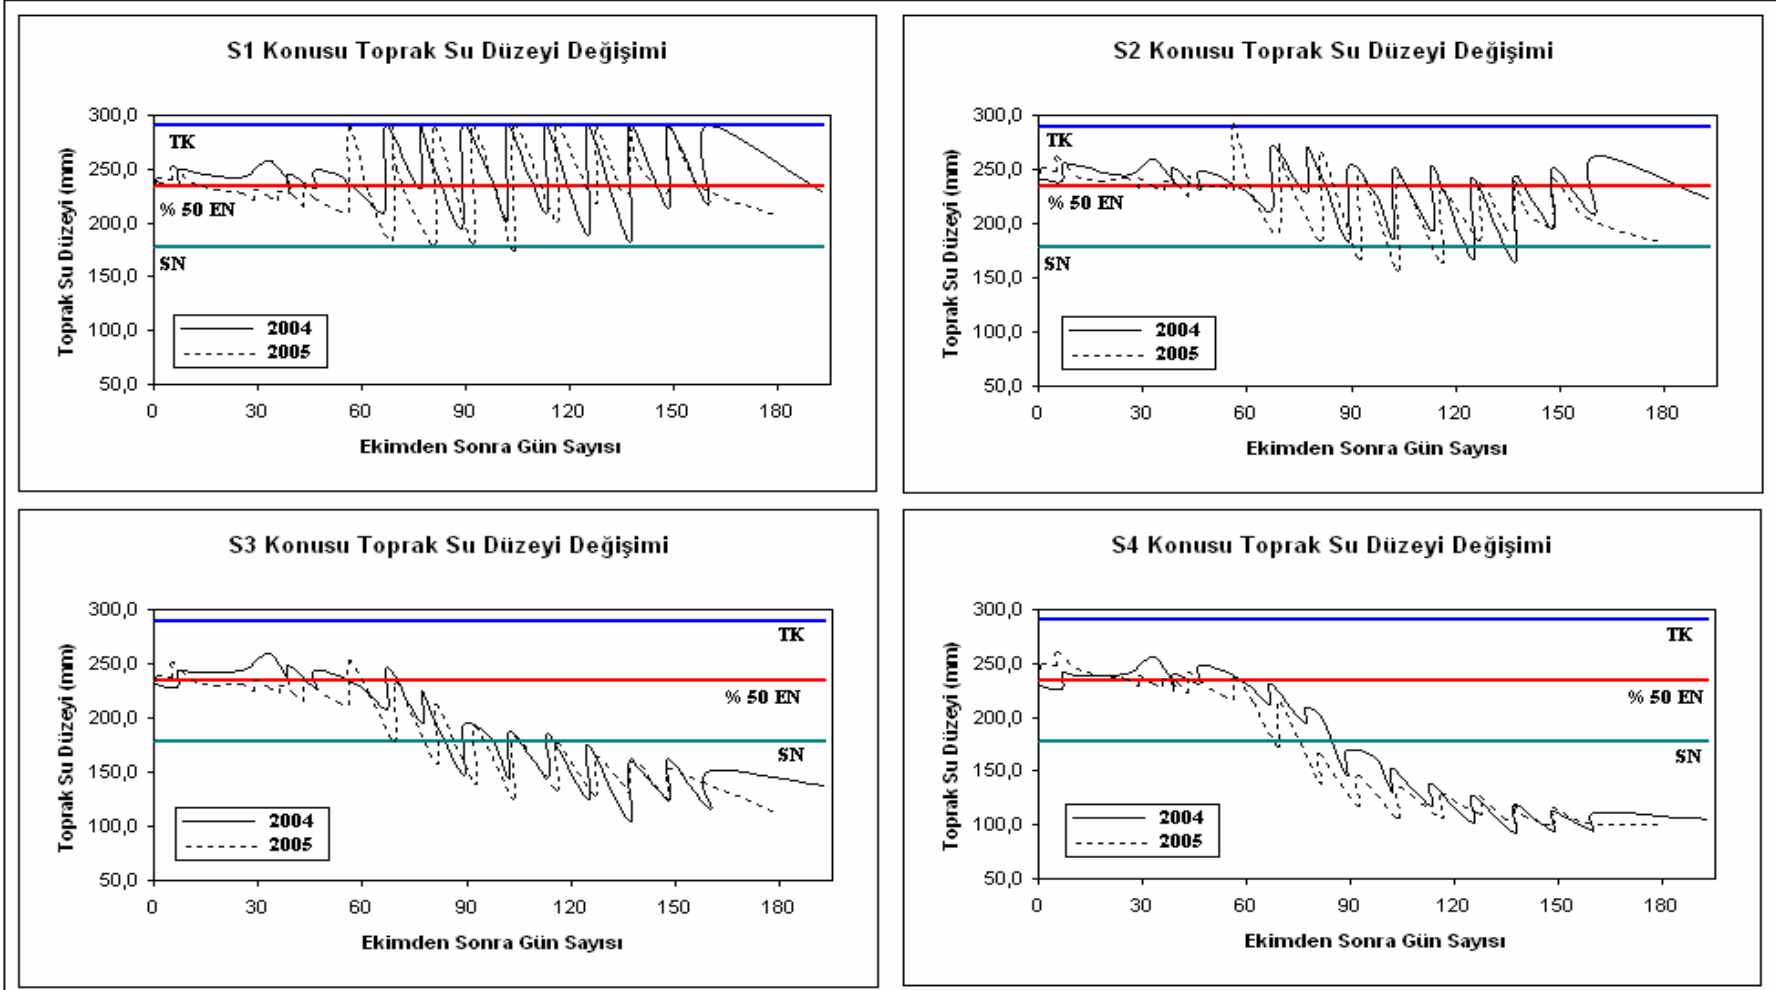 S1 Konusu Toprak Su Düzeyi Değişimi
Toprak Su Düzeyi (mm)
300,0
250,0
200,0
150,0
100,0
50,0
TK
% 50 EN
SN
2004
2005
0 30 60 90 120 150 180
Ekimden Sonra Gün Sayısı
S2 Konusu Toprak Su Düzeyi Değişimi
Toprak Su Düzeyi (mm)
300,0
250,0
200,0
150,0
100,0
50,0
TK
% 50 EN
SN
2004
2005
0 30 60 90 120 150 180
Ekimden Sonra Gün Sayısı
S3 Konusu Toprak Su Düzeyi Değişimi
Toprak Su Düzeyi (mm)
300,0
250,0
200,0
150,0
100,0
50,0
TK
% 50 EN
SN
2004
2005
0 30 60 90 120 150 180
Ekimden Sonra Gün Sayısı
S4 Konusu Toprak Su Düzeyi Değişimi
Toprak Su Düzeyi (mm)
300,0
250,0
200,0
150,0
100,0
50,0
TK
% 50 EN
SN
2004
2005
0 30 60 90 120 150 180
Ekimden Sonra Gün Sayısı